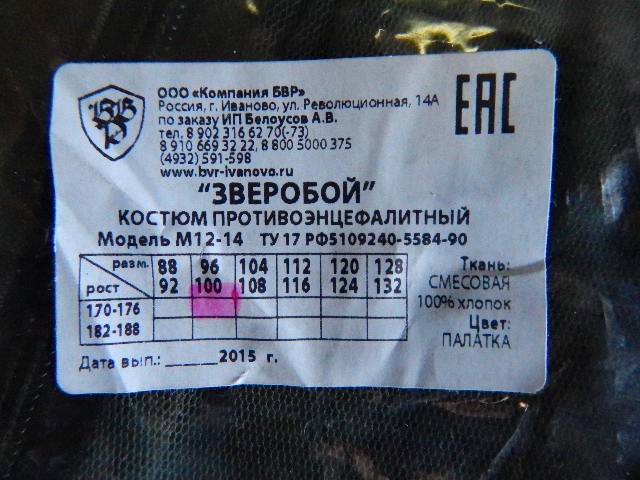 ООО «Компания БВР»
Россия, г. Иваново, ул. Революционная, 14А
по заказу ИП Белоусов А.В.
тел. 8 902 316 62 70(-73)
8 910 669 32 22, 8 800 5000 375
(4932) 591-598
www.bvr-ivanovo.ru
ЕАС
"ЗВЕРОБОЙ"
КОСТЮМ ПРОТИВОЭНЦЕФАЛИТНЫЙ
Модель М12-14 ТУ 17 РФ5109240-5584-90
разм. 88 96 104 112 120 128
рост 92 100 108 116 124 132
170-176
182-188
Ткань:
СМЕСОВАЯ
100% хлопок
Цвет:
ПАЛАТКА
Дата вып.: ______2015 г.